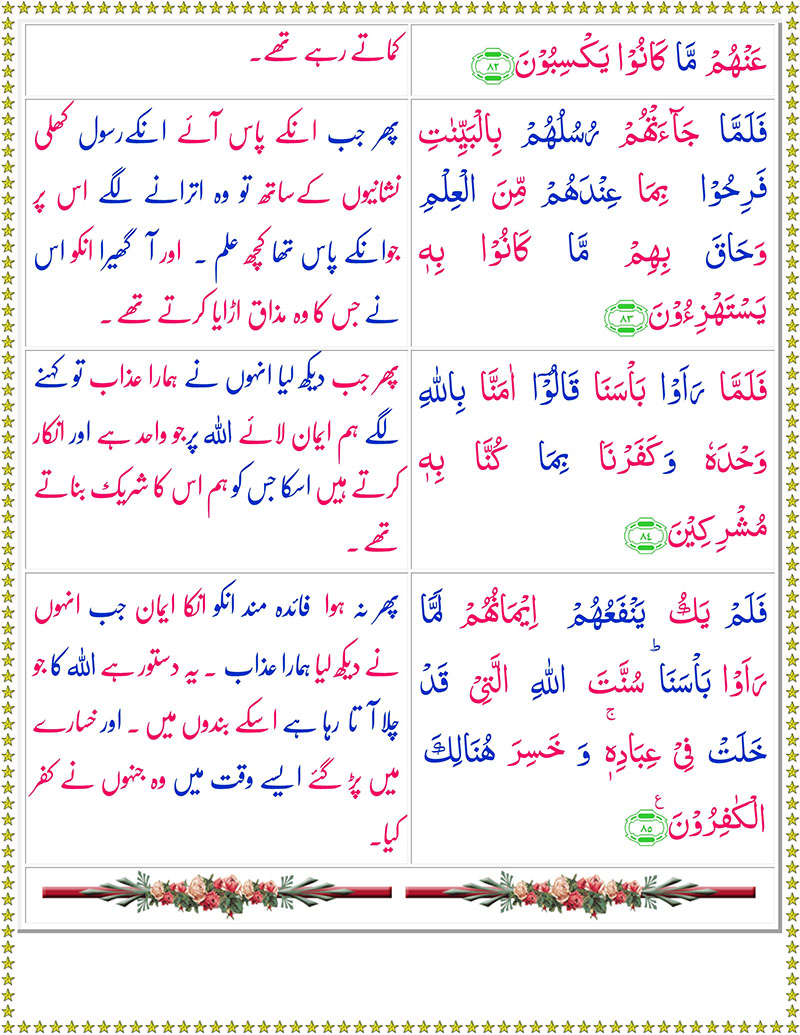 عَنْهُمْ مَّا كَانُوْا يَكْسِبُوْنَ ﴿٨٢﴾
کماتے رہے تھے۔
فَلَمَّا جَآءَتْهُمْ رُسُلُهُمْ بِالْبَيِّنٰتِ
فَرِحُوْا بِمَا عِنْدَهُمْ مِّنَ الْعِلْمِ
وَحَاقَ بِهِمْ مَّا كَانُوْا بِهٖ
يَسْتَهْزِءُوْنَ ﴿٨٣﴾
پھر جب انکے پاس آئے انکے رسول کھلی
نشانیوں کے ساتھ تو وہ اترانے لگے اس پر
جو انکے پاس تھا کچھ علم ۔ اور آ گھیرا انکو اس
نے جس کا وہ مذاق اڑایا کرتے تھے ۔
فَلَمَّا رَاَوْا بَاْسَنَا قَالُوْۤا اٰمَنَّا بِاللّٰهِ
وَحْدَهٗ وَكَفَرْنَا بِمَا كُنَّا بِهٖ
مُشْرِكِيْنَ ﴿٨٤﴾
پھر جب دیکھ لیا انہوں نے ہمارا عذاب تو کہنے
لگے ہم ایمان لائے اللہ پر جو واحد ہے اور انکار
کرتے ہیں اسکا جس کو ہم اس کا شریک بناتے
تھے ۔
فَلَمْ يَكُ يَنْفَعُهُمْ اِيْمَانُهُمْ لَمَّا
رَاَوْا بَاْسَنَا ؕ سُنَّتَ اللّٰهِ الَّتِيْ قَدْ
خَلَتْ فِيْ عِبَادِهٖ ۚ وَ خَسِرَ هُنَالِكَ
الْكٰفِرُوْنَ ﴿٨٥﴾ ع
پھر نہ ہوا فائدہ مند انکو انکا ایمان جب انہوں
نے دیکھ لیا ہمارا عذاب ۔ یہ دستور ہے اللہ کا جو
چلا آ تا رہا ہے اسکے بندوں میں ۔ اور خسارے
میں پڑ گئے ایسے وقت میں وہ جنہوں نے کفر
کیا۔